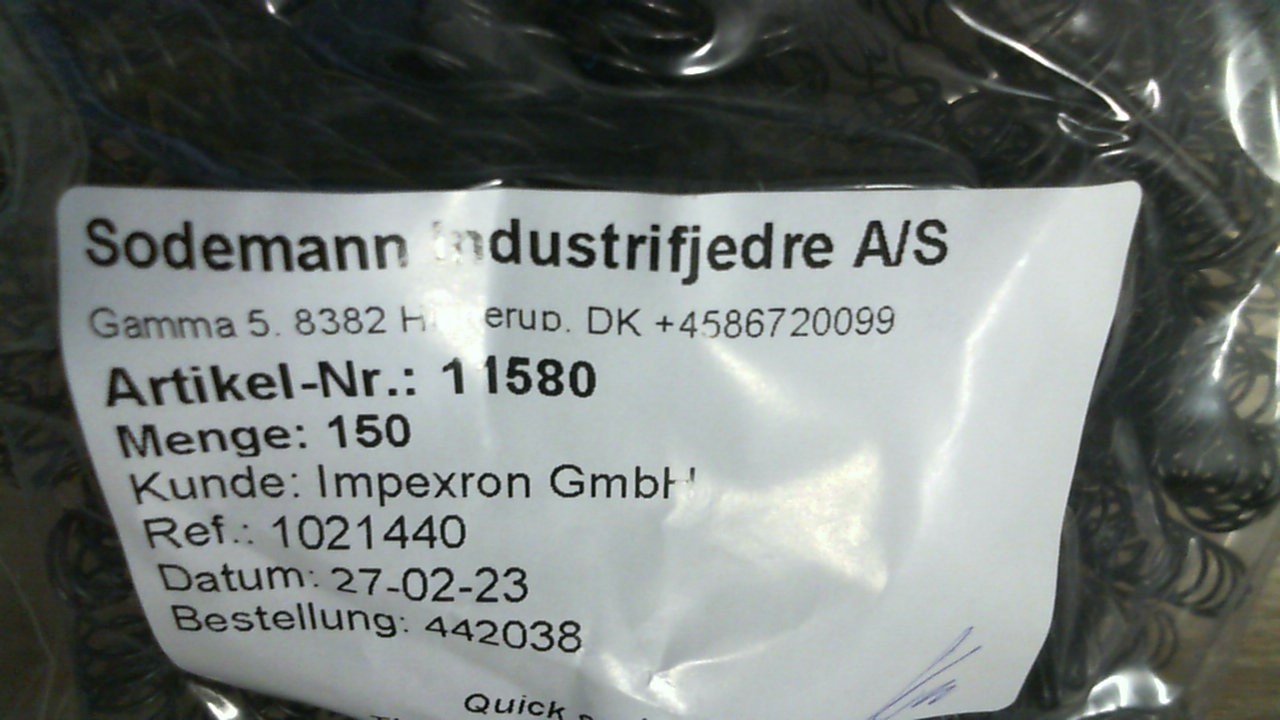 Sodemann Industrifjedre A/S
Gamma 5. 8382 DK +4586720099
Artikel-Nr.: 11580
Menge: 150
Kunde: Impexron GmbH
Ref.: 1021440
Datum: 27-02-23
Bestellung: 442038
Quick